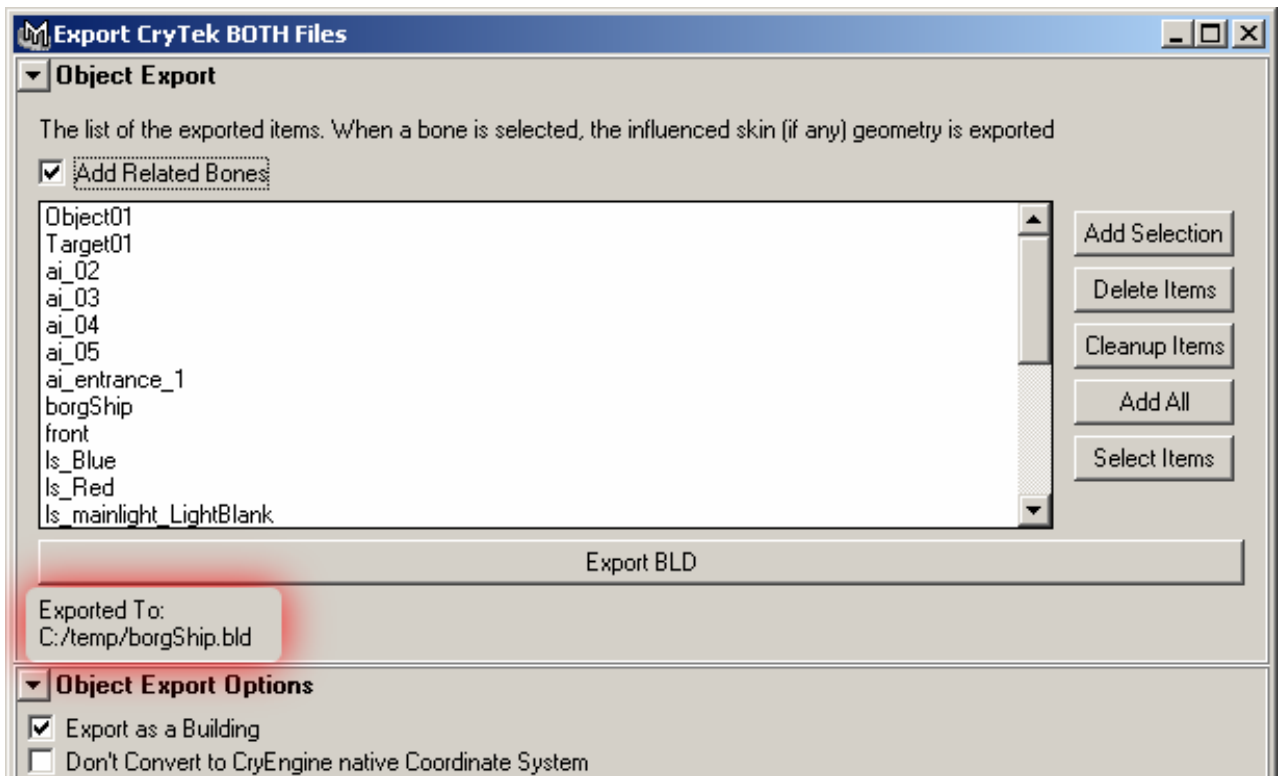 Export CryTek BOTH Files
Object Export
The list of the exported items. When a bone is selected, the influenced skin (if any) geometry is exported
Add Related Bones
Object01
Target01
ai_02
ai_03
ai_04
ai_05
ai_entrance_1
borgShip
front
ls_Blue
ls_Red
ls_mainlight_LightBlank
Add Selection
Delete Items
Cleanup Items
Add All
Select Items
Export BLD
Exported To:
C:/temp/borgShip.bld
Object Export Options
Export as a Building
Don't Convert to CryEngine native Coordinate System